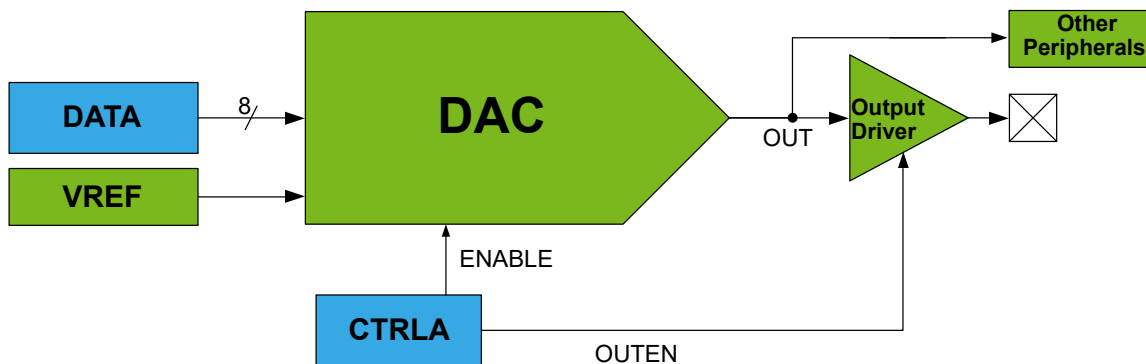 Other
Peripherals
DATA
8
DAC
Output
Driver
OUT
VREF
ENABLE
CTRLA
OUTEN